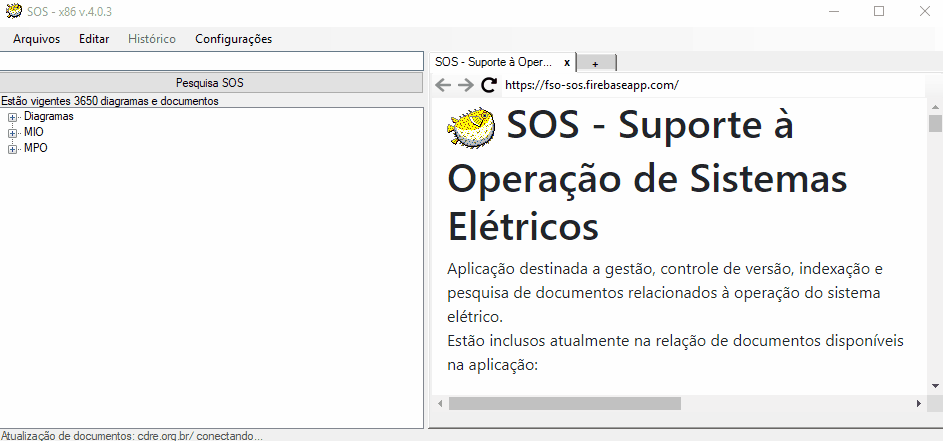 SOS - x86 v.4.0.3
Arquivos Editar Histórico Configurações
Pesquisa SOS
Estão vigentes 3650 diagramas e documentos
Diagramas
MIO
MPO
SOS - Suporte à Oper... x +
https://fso-sos.firebaseapp.com/
SOS - Suporte à
Operação de Sistemas
Elétricos
Aplicação destinada a gestão, controle de versão, indexação e
pesquisa de documentos relacionados à operação do sistema
elétrico.
Estão inclusos atualmente na relação de documentos disponíveis
na aplicação:
Atualização de documentos: cdre.org.br/ conectando...